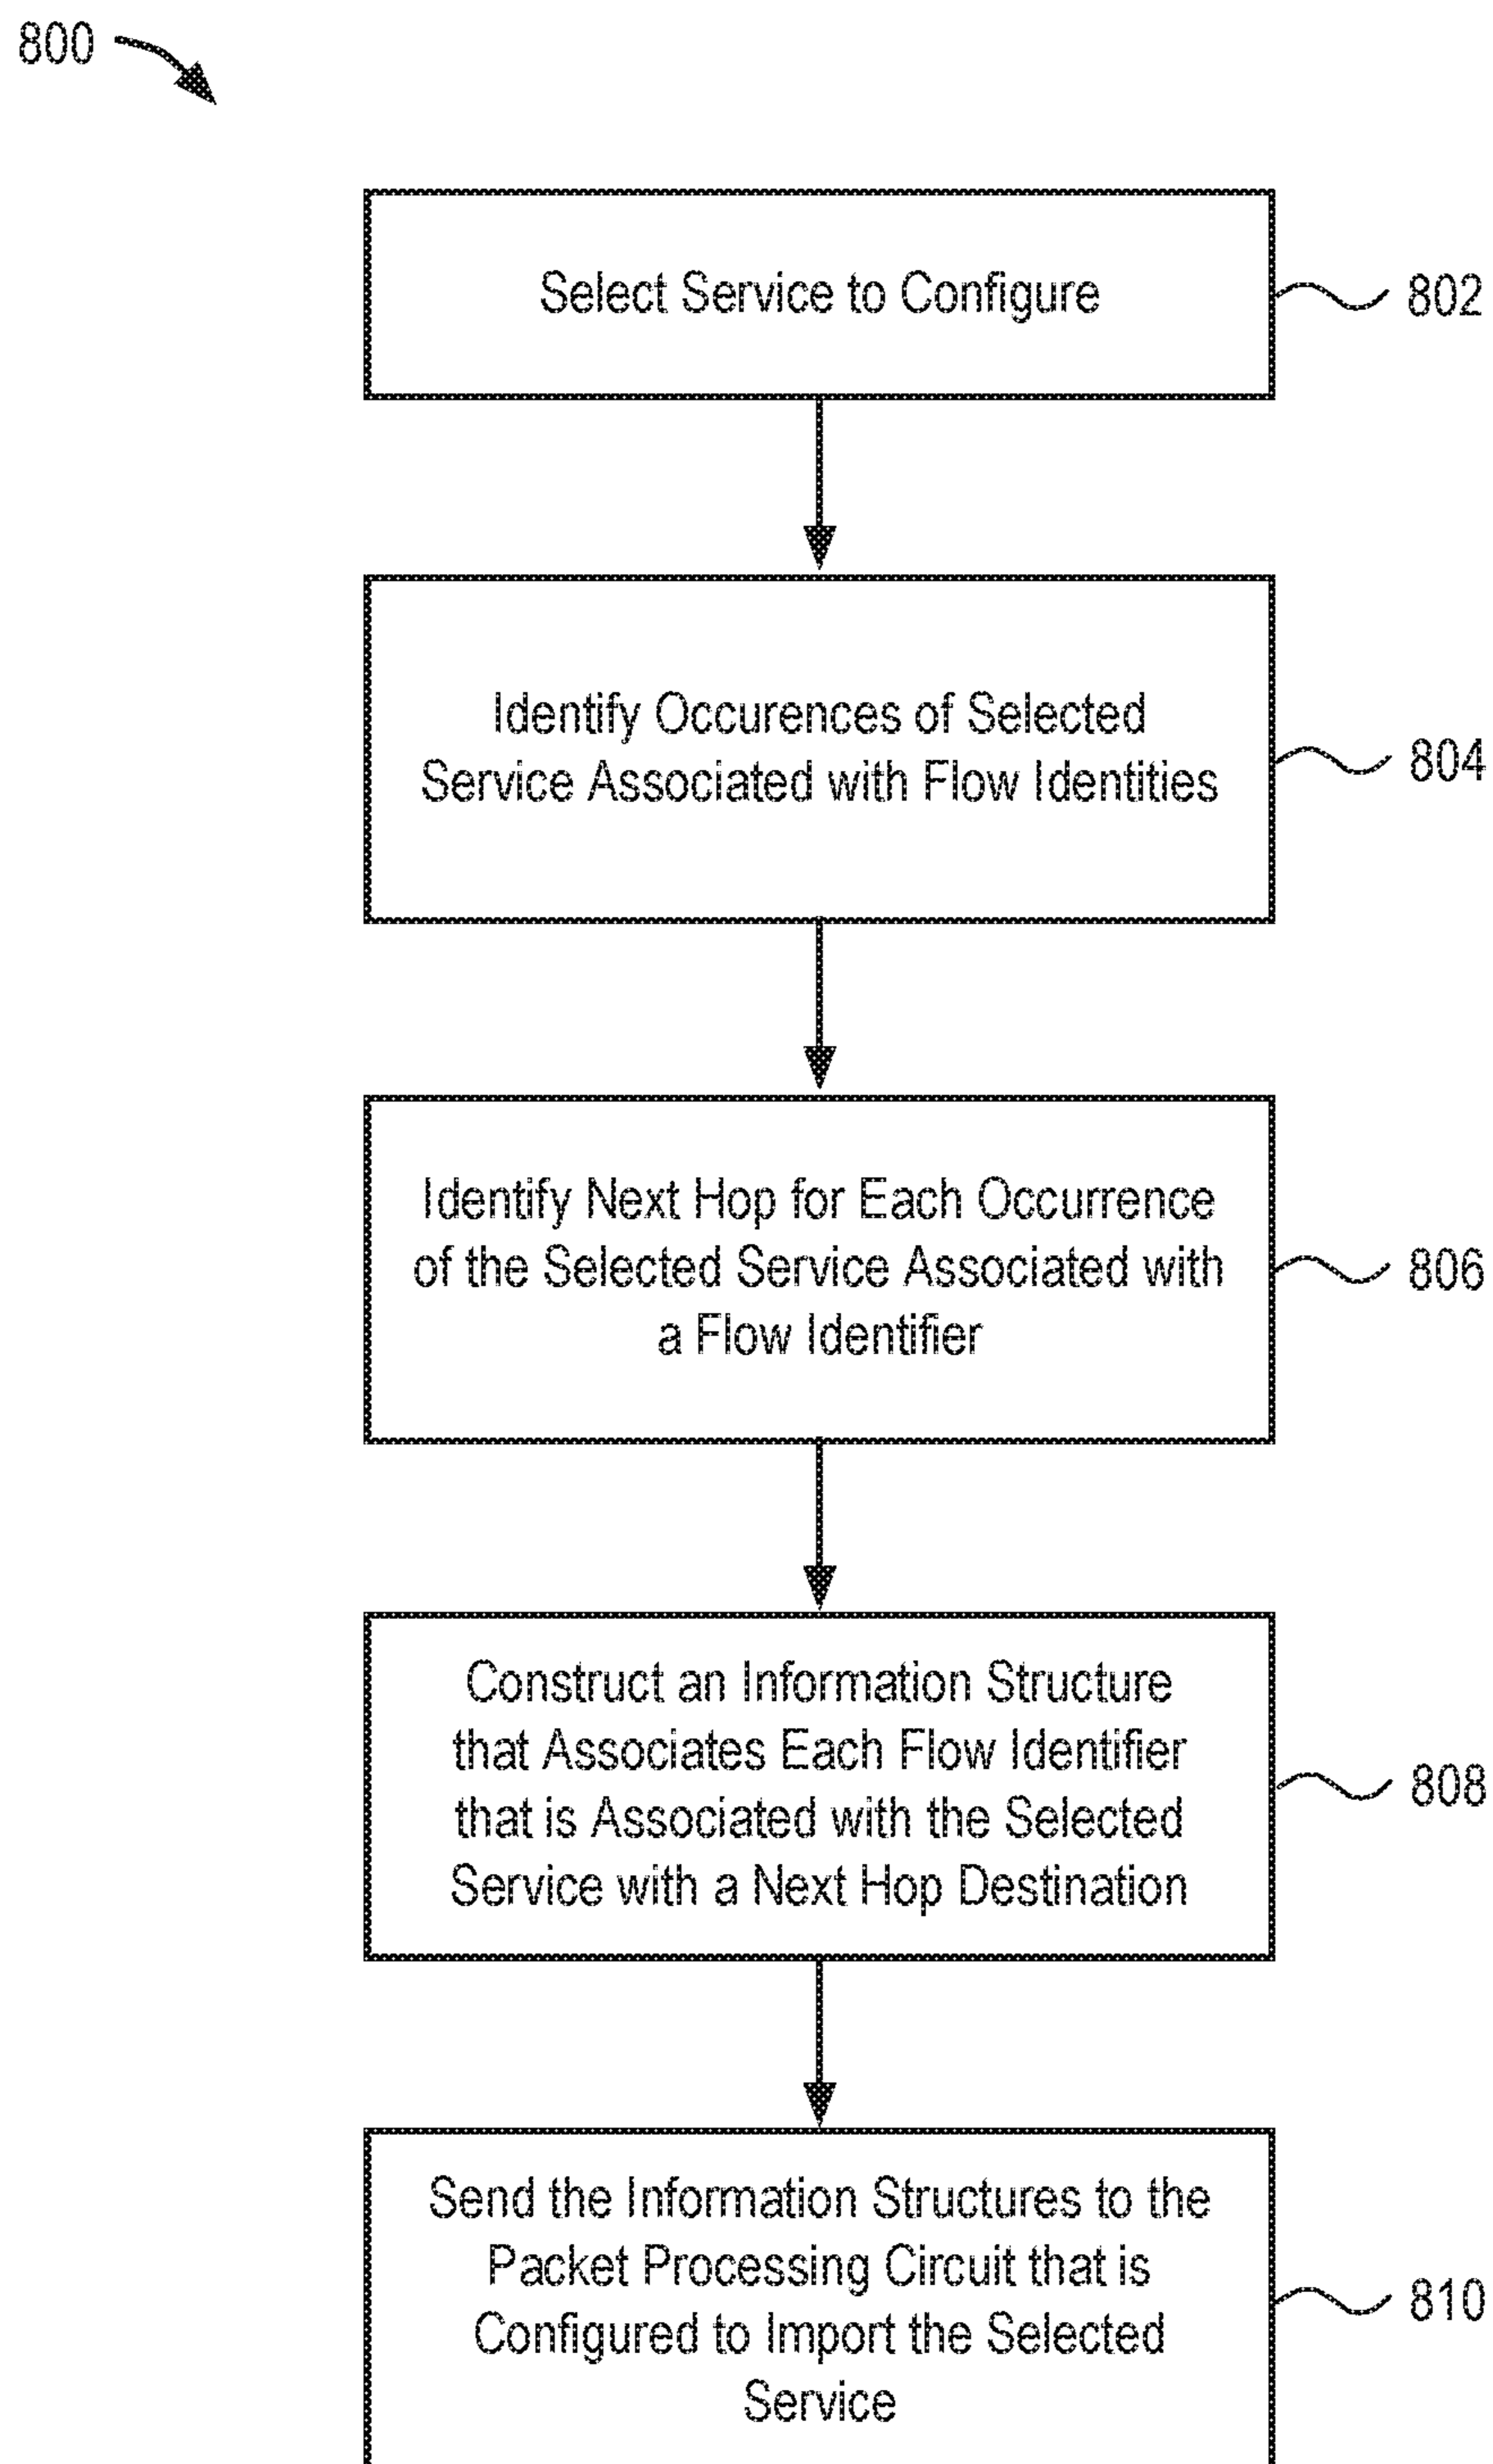 800
Select Service to Configure
802
Identify Occurences of Selected
Service Associated with Flow Identities
804
Identify Next Hop for Each Occurrence
of the Selected Service Associated with
a Flow Identifier
806
Construct an Information Structure
that Associates Each Flow Identifier
that is Associated with the Selected
Service with a Next Hop Destination
808
Send the Information Structures to the
Packet Processing Circuit that is
Configured to Import the Selected
Service
810